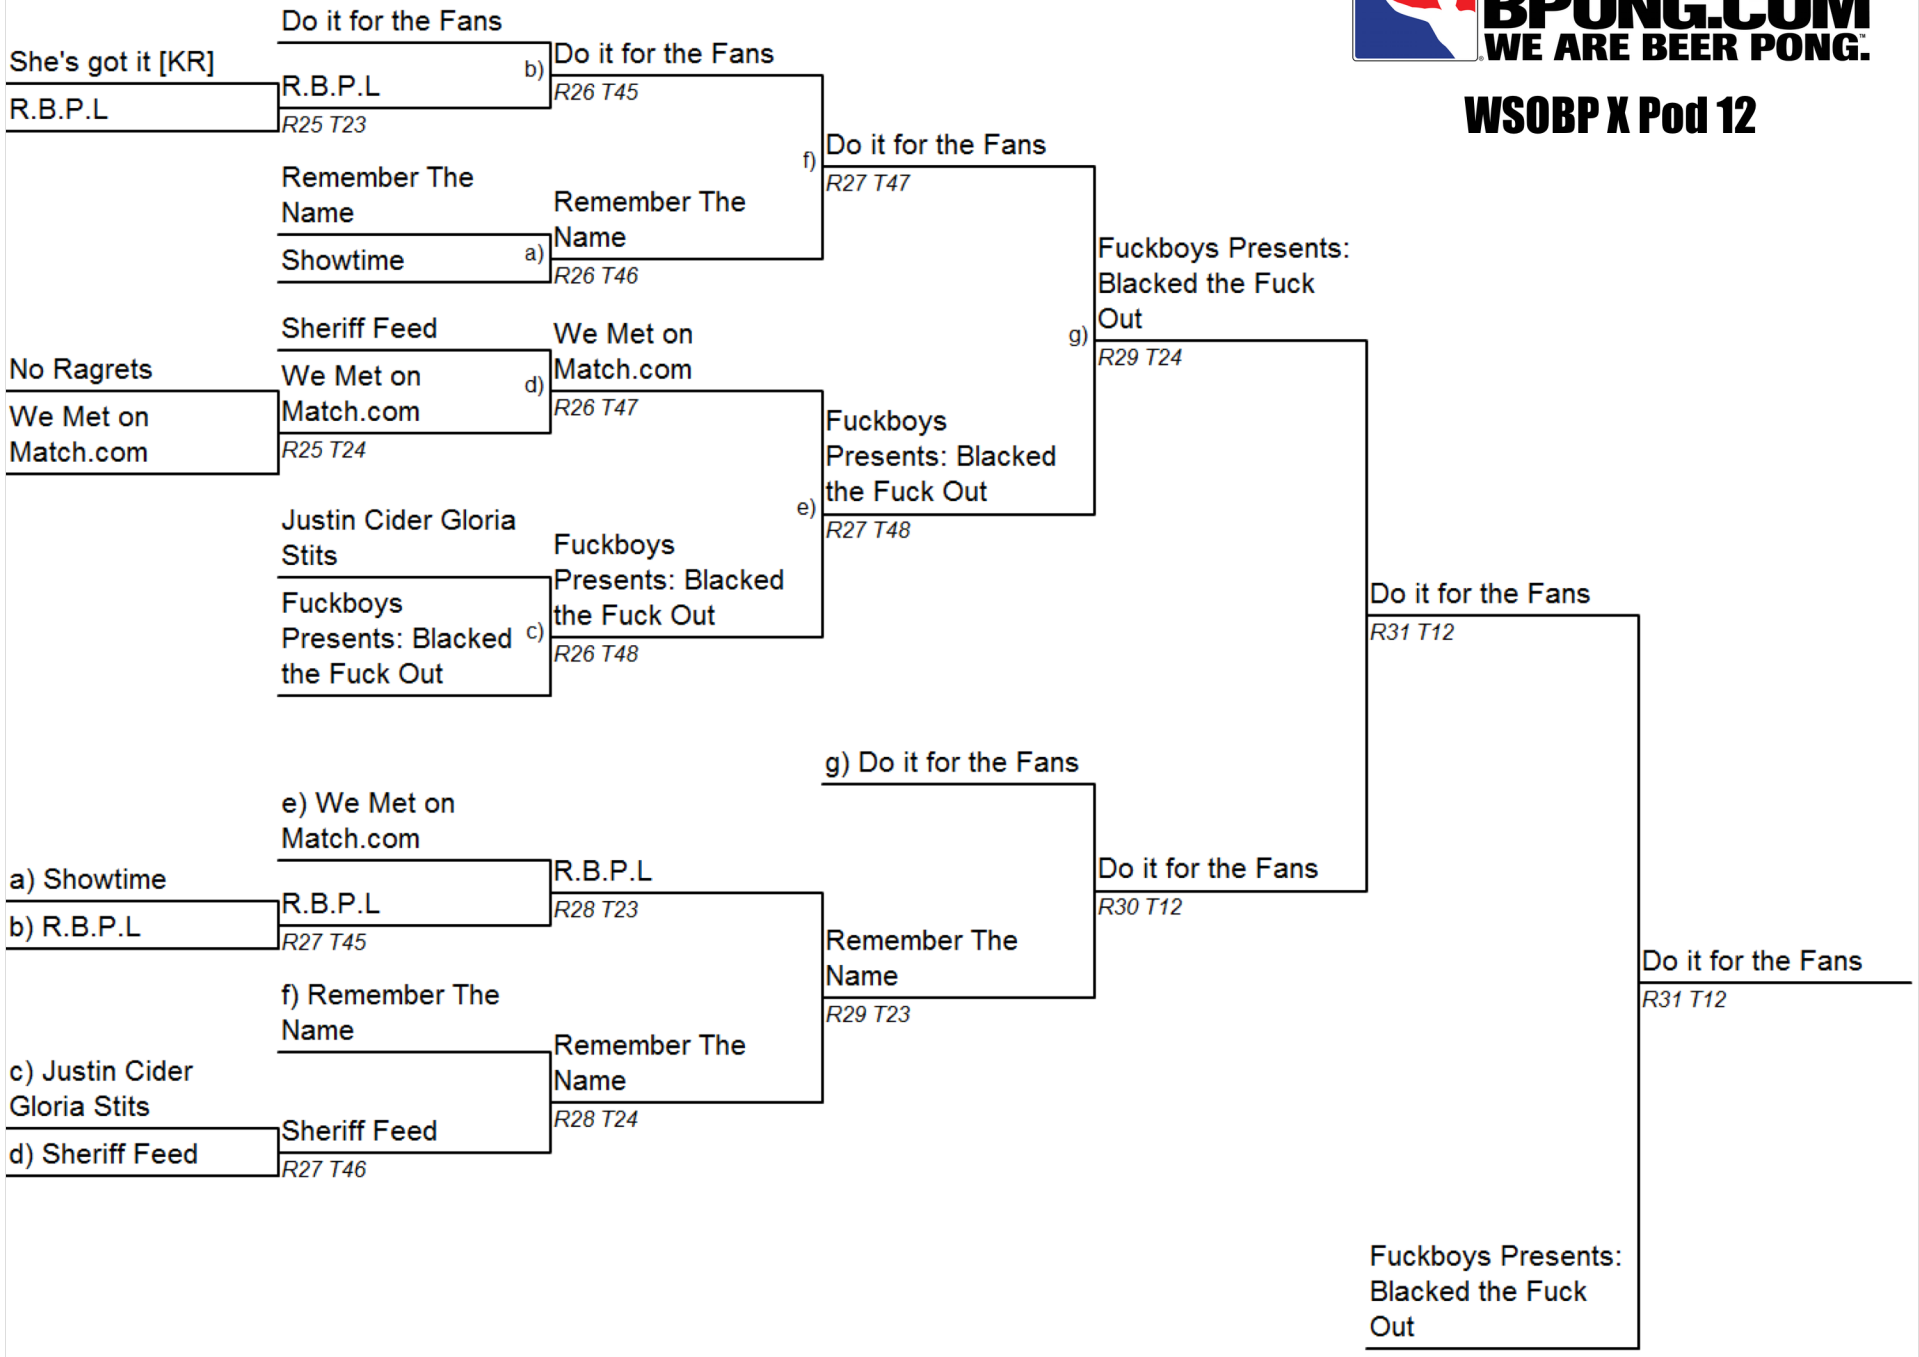 BPONG.COM
WE ARE BEER PONG.™
WSOBP X Pod 12
She's got it [KR]
R.B.P.L
No Ragrets
We Met on
Match.com
a) Showtime
b) R.B.P.L
c) Justin Cider
Gloria Stits
d) Sheriff Feed
Do it for the Fans
b)
R.B.P.L
R25 T23
Remember The
Name
Showtime
a)
Sheriff Feed
We Met on
Match.com
d)
R25 T24
Justin Cider Gloria
Stits
Fuckboys
Presents: Blacked
the Fuck Out
c)
e) We Met on
Match.com
R.B.P.L
R27 T45
f) Remember The
Name
Sheriff Feed
R27 T46
Do it for the Fans
R26 T45
f)
Remember The
Name
R26 T46
We Met on
Match.com
R26 T47
e)
Fuckboys
Presents: Blacked
the Fuck Out
R26 T48
R.B.P.L
R28 T23
Remember The
Name
R28 T24
Do it for the Fans
R27 T47
g)
Fuckboys
Presents: Blacked
the Fuck Out
R27 T48
g) Do it for the Fans
Remember The
Name
R29 T23
Fuckboys Presents:
Blacked the Fuck
Out
R29 T24
Do it for the Fans
R30 T12
Do it for the Fans
R31 T12
Fuckboys Presents:
Blacked the Fuck
Out
Do it for the Fans
R31 T12